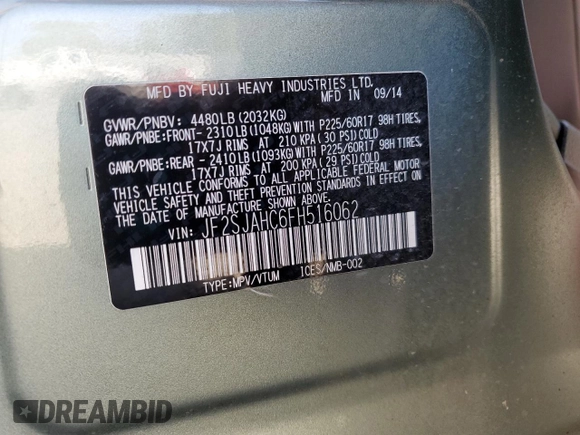 MFD BY FUJI HEAVY INDUSTRIES LTD.
MFD IN 09/14
GVWR/PNBV: 4480LB(2032KG)
GAWR/PNBE:FRONT- 2310LB(1048KG)WITH P225/60R17 98H TIRES,
17X7J RIMS AT 210 KPA(30 PSI)COLD
GAWR/PNBE:REAR - 2410LB(1093KG)WITH P225/60R17 98H TIRES,
17X7J RIMS AT 200 KPA(29 PSI)COLD
THIS VEHICLE CONFORMS TO ALL APPLICABLE FEDERAL MOTOR
VEHICLE SAFETY AND THEFT PREVENTION STANDARDS IN EFFECT
ON THE DATE OF MANUFACTURE SHOWN ABOVE.
VIN: JF2SJAHC6FH516062
TYPE:MPV/VTUM ICES/NMB-002
DREAMBID